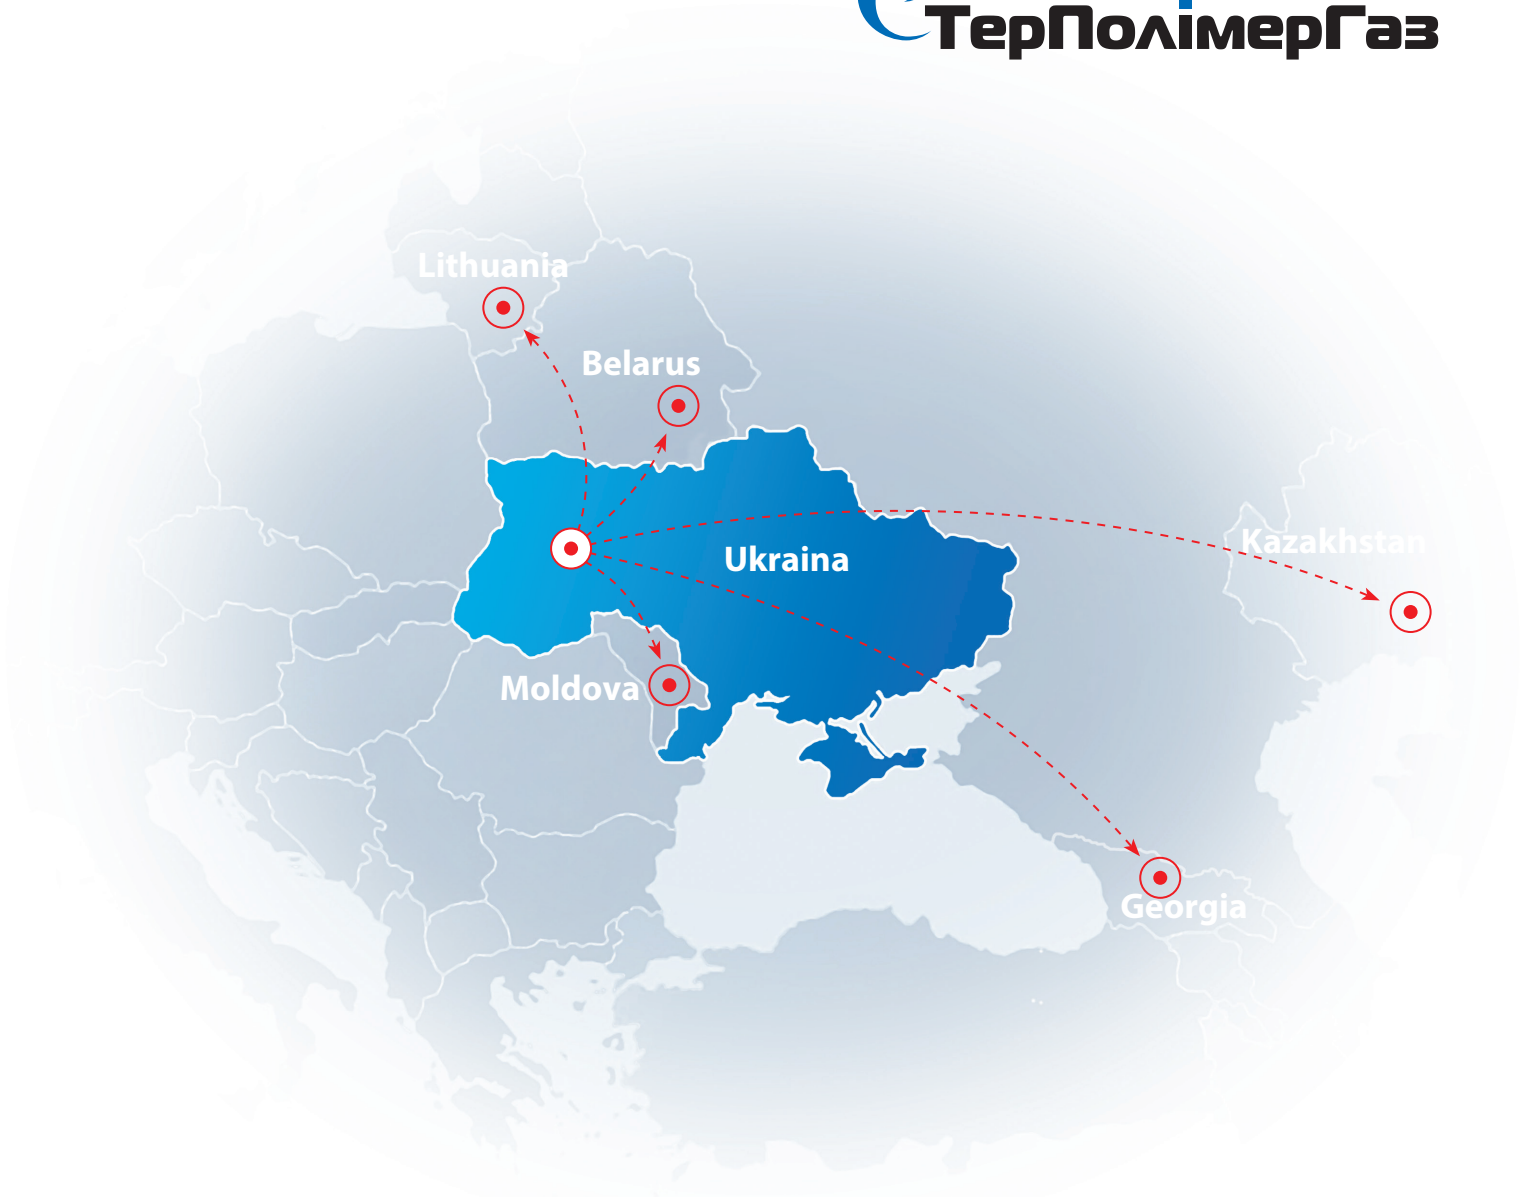 ТерПолімерГаз
Lithuania
Belarus
Kazakhstan
Ukraina
Moldova
Georgia